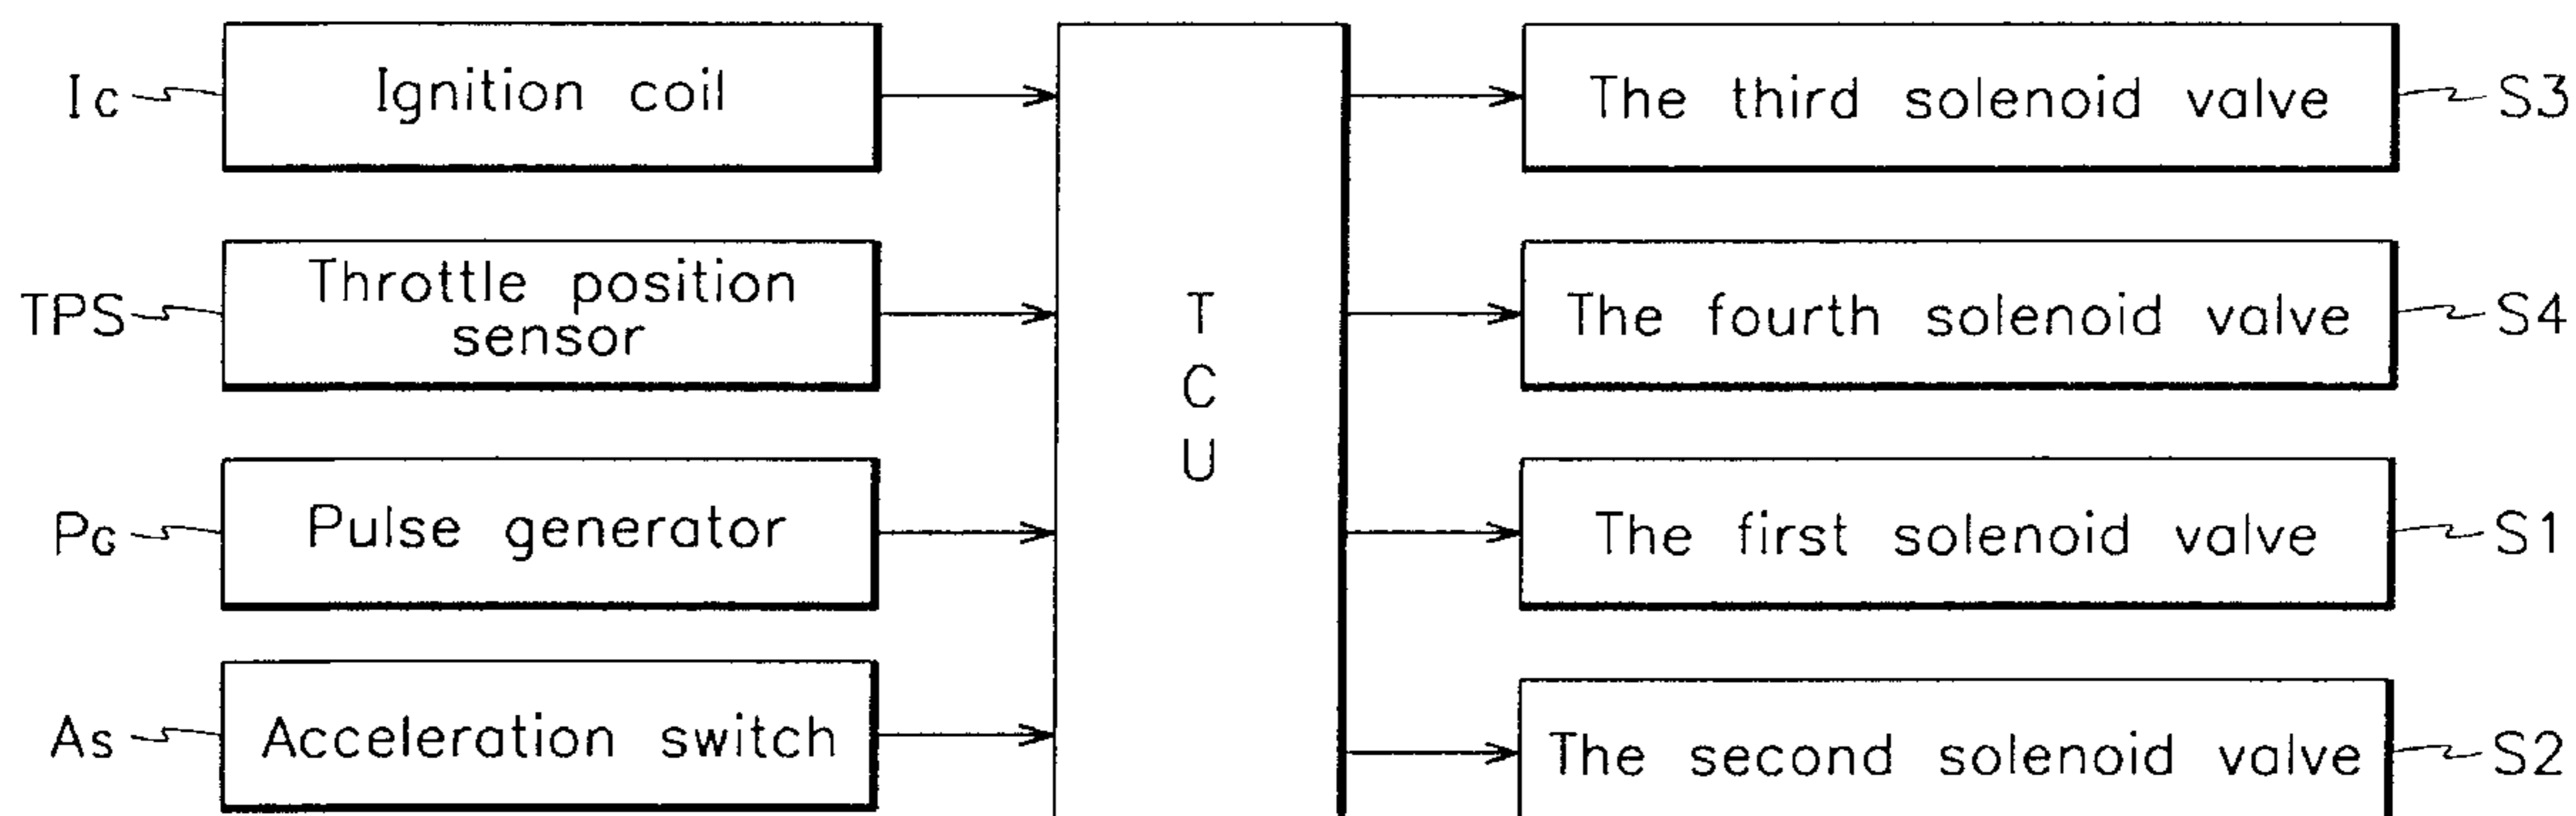 Ic
Ignition coil
The third solenoid valve
S3
TPS
Throttle position
sensor
T
C
U
The fourth solenoid valve
S4
PG
Pulse generator
The first solenoid valve
S1
As
Acceleration switch
The second solenoid valve
S2